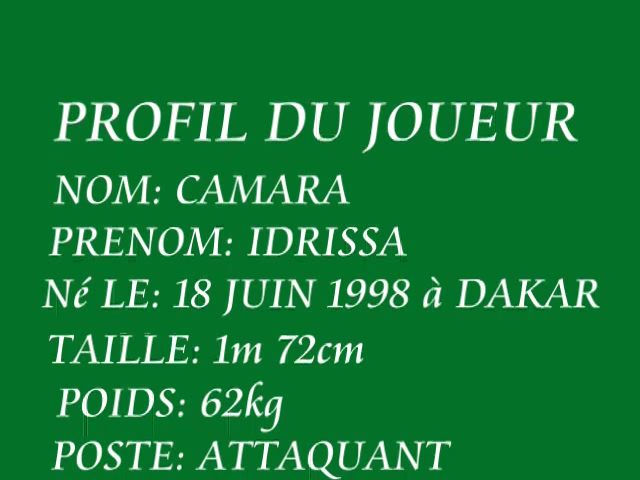 PROFIL DU JOUEUR
NOM: CAMARA
PRENOM: IDRISSA
Né LE: 18 JUIN 1998 à DAKAR
TAILLE: 1m 72cm
POIDS: 62kg
POSTE: ATTAQUANT